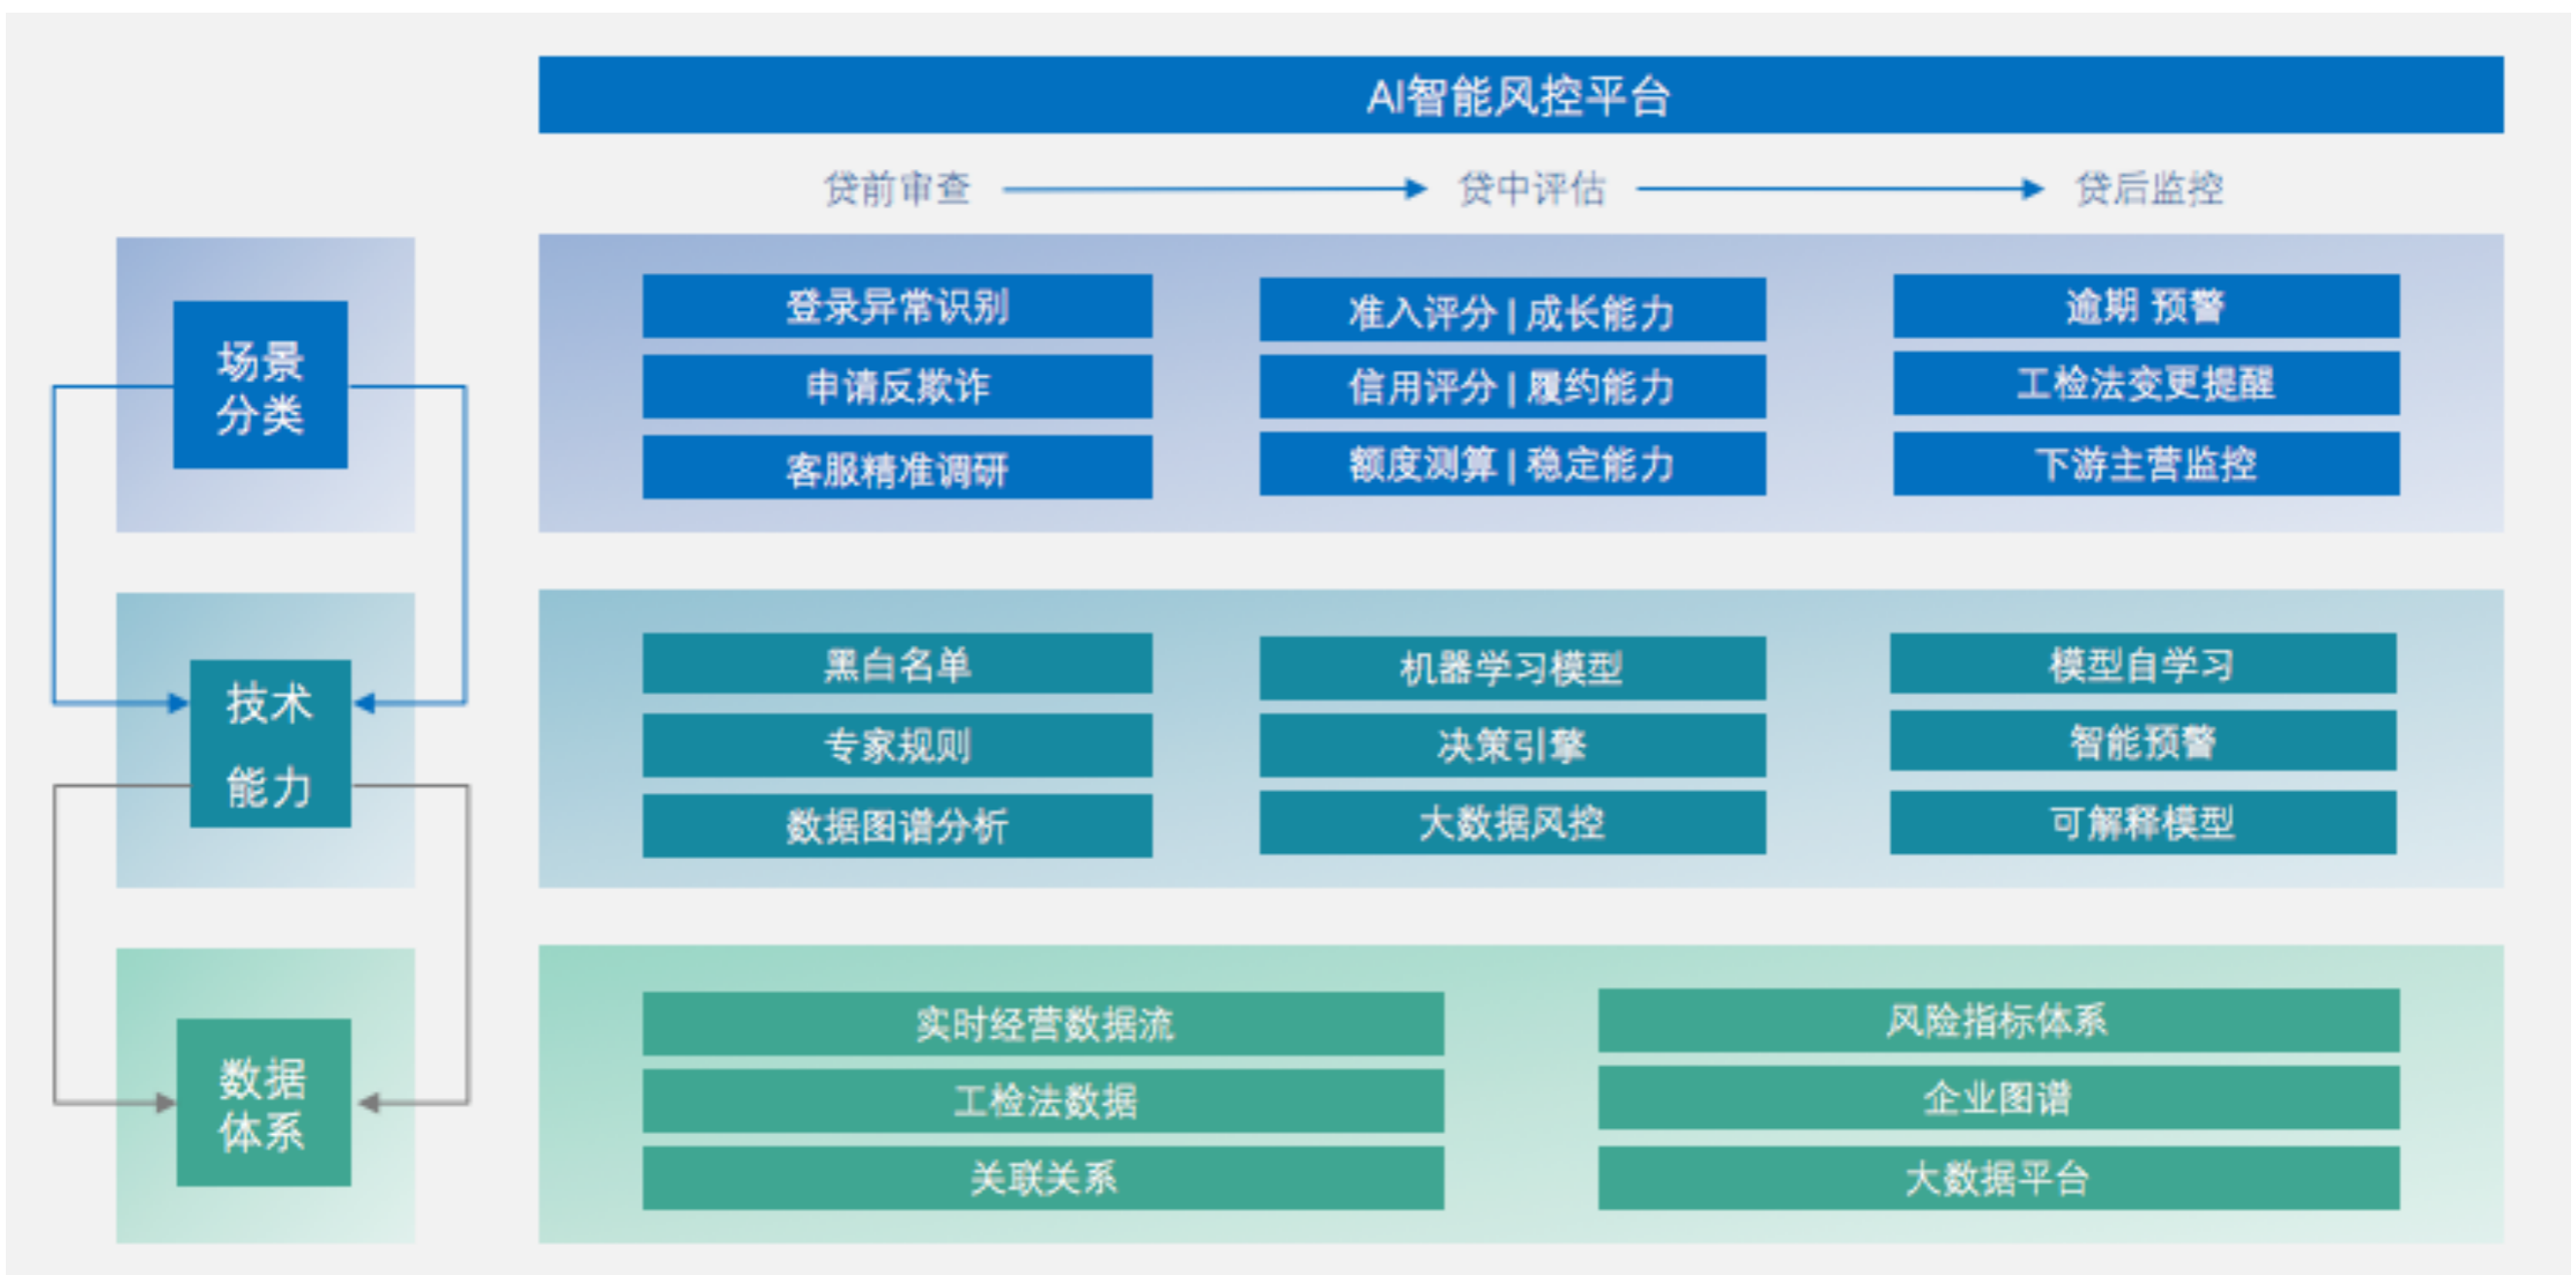 AI智能风控平台
贷前审查
贷中评估
贷后监控
场景
分类
登录异常识别
申请反欺诈
客服精准调研
准入评分 | 成长能力
信用评分 | 履约能力
额度测算 | 稳定能力
逾期 预警
工检法变更提醒
下游主营监控
技术
能力
黑白名单
专家规则
数据图谱分析
机器学习模型
决策引擎
大数据风控
模型自学习
智能预警
可解释模型
数据
体系
实时经营数据流
工检法数据
关联关系
风险指标体系
企业图谱
大数据平台